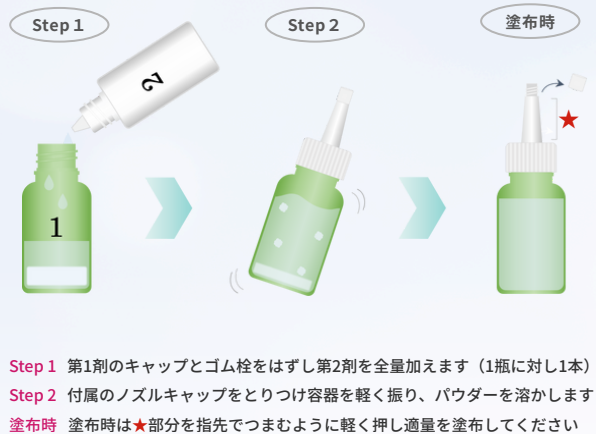 Step 1
Step 2
塗布時
2
1
★
Step 1 第1剤のキャップとゴム栓をはずし第2剤を全量加えます（1瓶に対し1本）
Step 2 付属のノズルキャップをとりつけ容器を軽く振り、パウダーを溶かします
塗布時 塗布時は★部分を指先でつまむように軽く押し適量を塗布してください